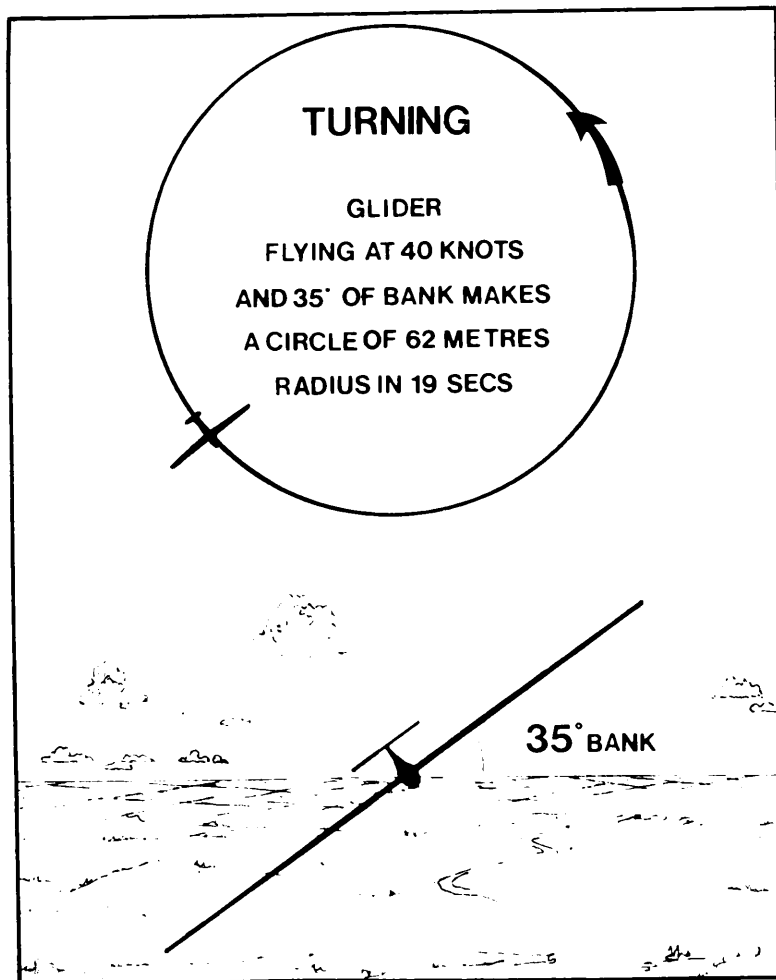 TURNING
GLIDER
FLYING AT 40 KNOTS
AND 35° OF BANK MAKES
A CIRCLE OF 62 METRES
RADIUS IN 19 SECS
35° BANK